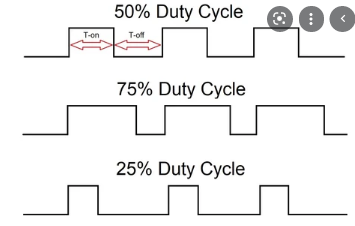 50% Duty Cycle
T-on T-off
75% Duty Cycle
25% Duty Cycle